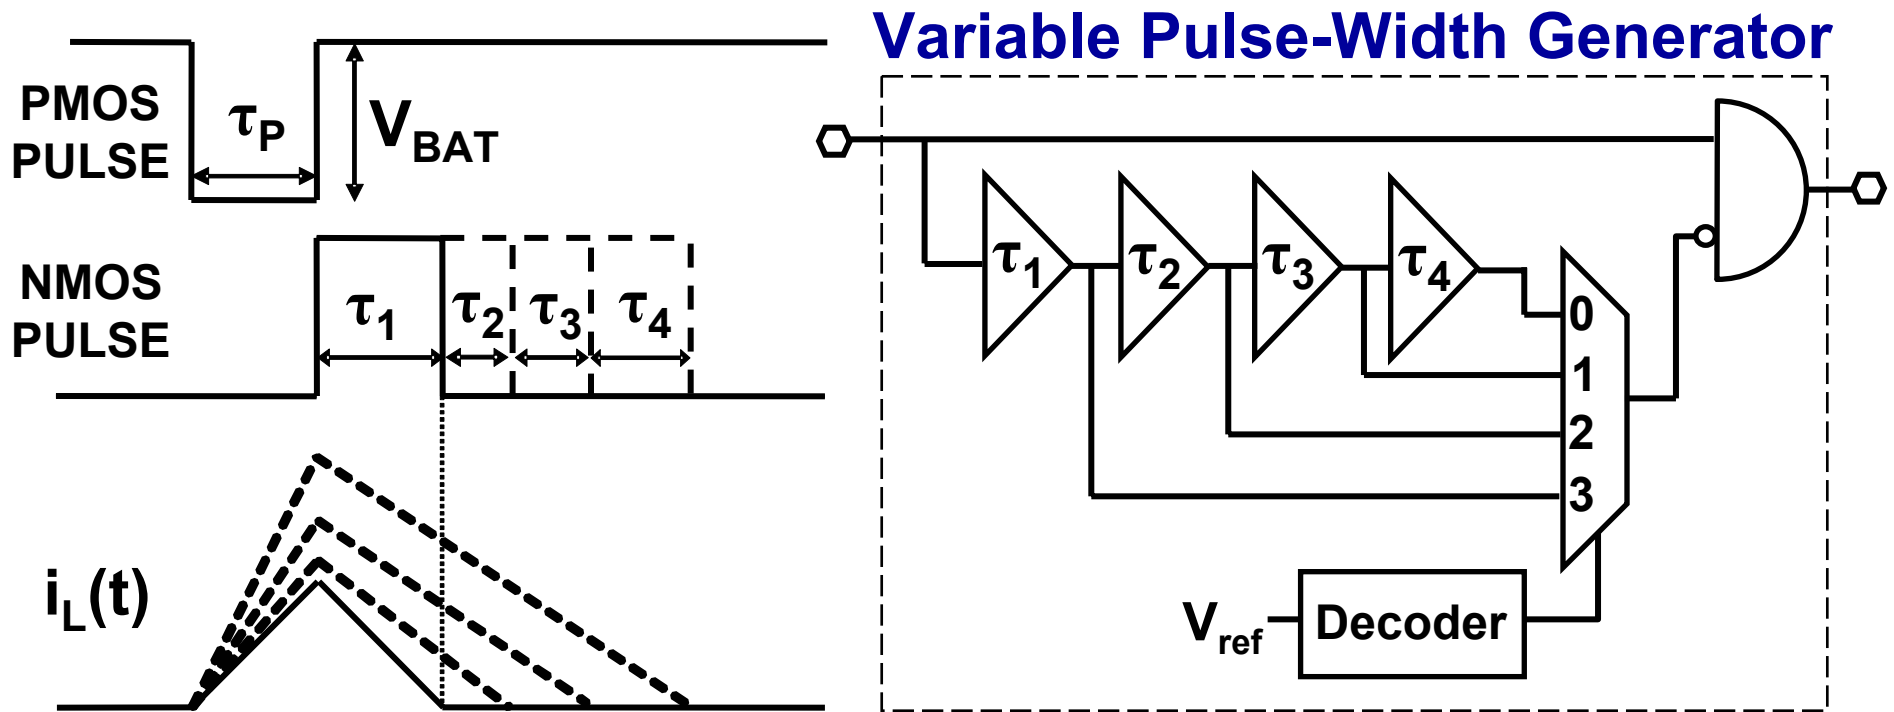 Variable Pulse-Width Generator
PMOS
PULSE
τP
VBAT
NMOS
PULSE
τ1
τ2
τ3
τ4
iL(t)
τ1
τ2
τ3
τ4
0
1
2
3
Vref
Decoder